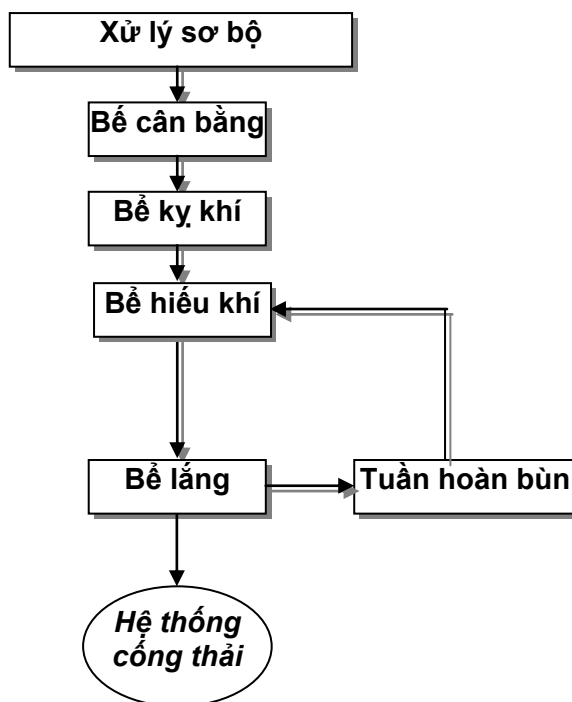 Xử lý sơ bộ
Bế cân bằng
Bể kỵ khí
Bể hiếu khí
Bể lắng
Tuần hoàn bùn
Hệ thống
cống thải